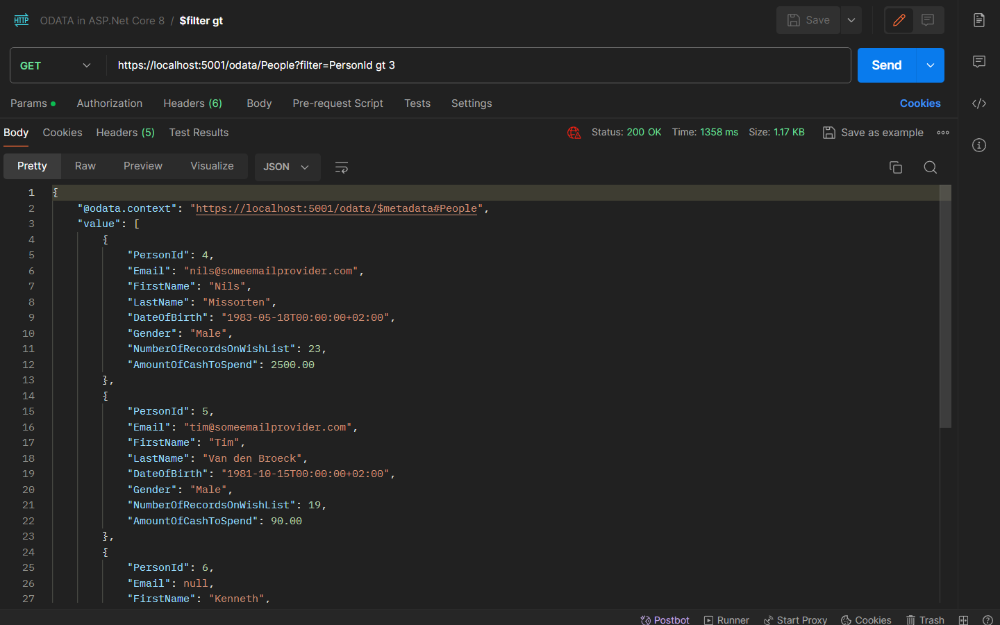 HTTP ODATA in ASP.Net Core 8 / $filter gt Save
GET https://localhost:5001/odata/People?filter=PersonId gt 3 Send
Params Authorization Headers (6) Body Pre-request Script Tests Settings Cookies
Body Cookies Headers (5) Test Results Status: 200 OK Time: 1358 ms Size: 1.17 KB Save as example
Pretty Raw Preview Visualize JSON
1 {
2 "@odata.context": "https://localhost:5001/odata/$metadata#People",
3 "value": [
4 {
5 "PersonId": 4,
6 "Email": "nils@someemailprovider.com",
7 "FirstName": "Nils",
8 "LastName": "Missorten",
9 "DateOfBirth": "1983-05-18T00:00:00+02:00",
10 "Gender": "Male",
11 "NumberOfRecordsOnWishList": 23,
12 "AmountOfCashToSpend": 2500.00
13 },
14 {
15 "PersonId": 5,
16 "Email": "tim@someemailprovider.com",
17 "FirstName": "Tim",
18 "LastName": "Van den Broeck",
19 "DateOfBirth": "1981-10-15T00:00:00+02:00",
20 "Gender": "Male",
21 "NumberOfRecordsOnWishList": 19,
22 "AmountOfCashToSpend": 90.00
23 },
24 {
25 "PersonId": 6,
26 "Email": null,
27 "FirstName": "Kenneth",
Postbot Runner Start Proxy Cookies Trash